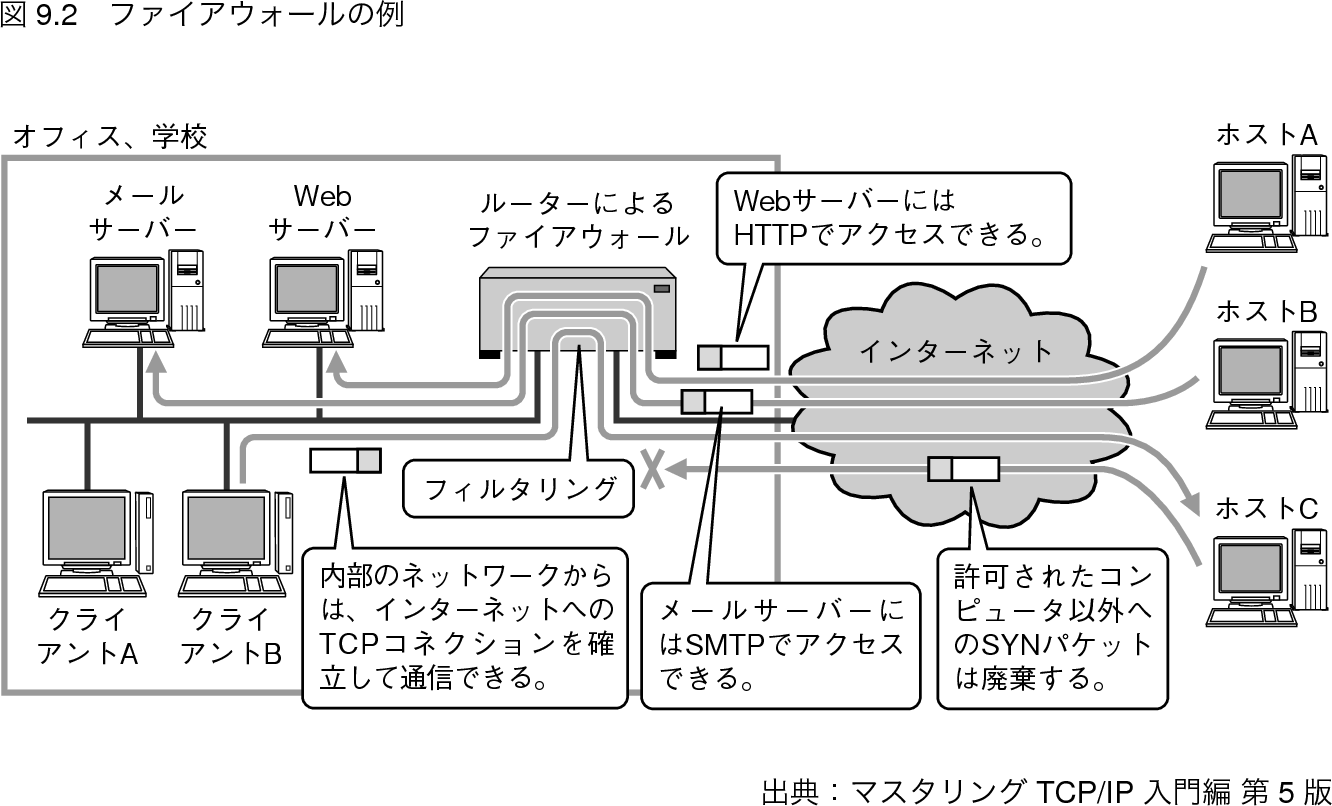 図 9.2　ファイアウォールの例
オフィス、学校
メール
サーバー
Web
サーバー
ルーターによる
ファイアウォール
Webサーバーには
HTTPでアクセスできる。
ホストA
インターネット
ホストB
フィルタリング
ホストC
クライ
アントA
クライ
アントB
内部のネットワークから
は、インターネットへの
TCPコネクションを確
立して通信できる。
メールサーバーに
はSMTPでアクセス
できる。
許可されたコン
ピュータ以外へ
のSYNパケット
は廃棄する。
出典：マスタリング TCP/IP 入門編 第 5 版